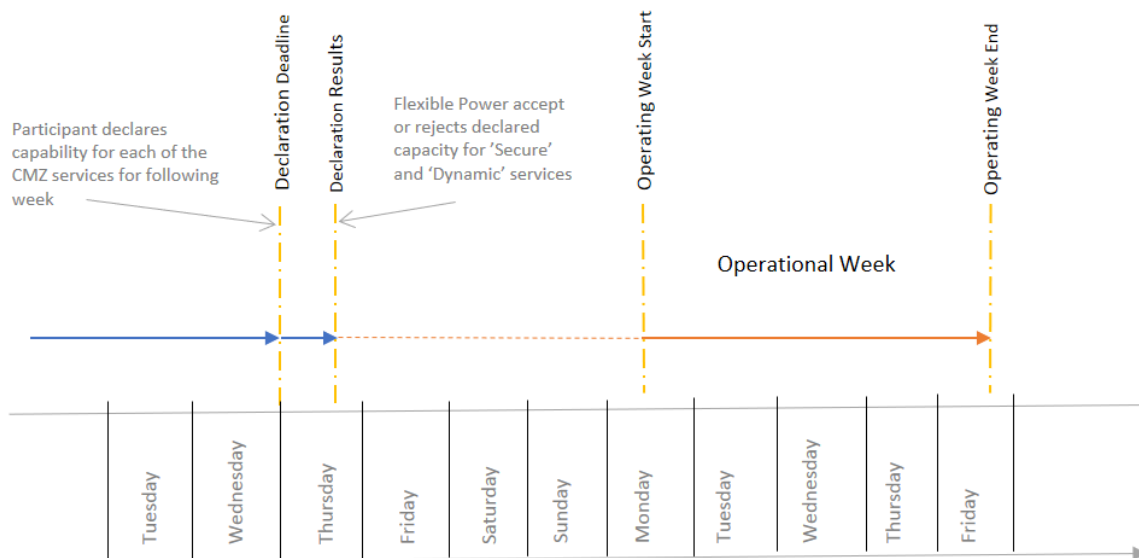 Participant declares
capability for each of the
CMZ services for following
week
Declaration Deadline
Declaration Results
Flexible Power accept
or rejects declared
capacity for ’Secure’
and ‘Dynamic’ services
Operating Week Start
Operating Week End
Operational Week
Tuesday
Wednesday
Thursday
Friday
Saturday
Sunday
Monday
Tuesday
Wednesday
Thursday
Friday